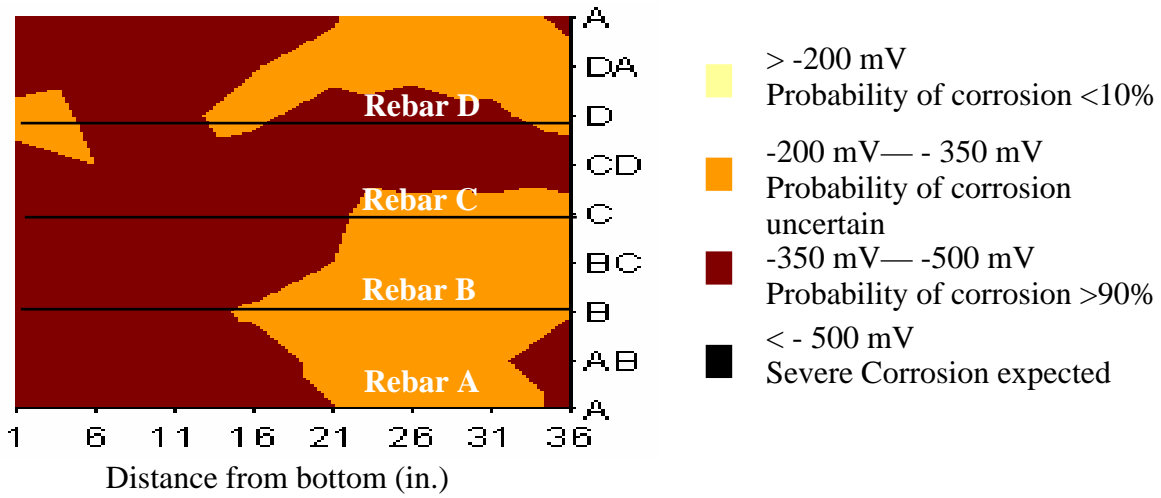 A
DA
Rebar D
D
CD
Rebar C
C
BC
Rebar B
B
AB
Rebar A
A
1 6 11 16 21 26 31 36
Distance from bottom (in.)
> -200 mV
Probability of corrosion <10%
-200 mV— - 350 mV
Probability of corrosion
uncertain
-350 mV— -500 mV
Probability of corrosion >90%
< - 500 mV
Severe Corrosion expected